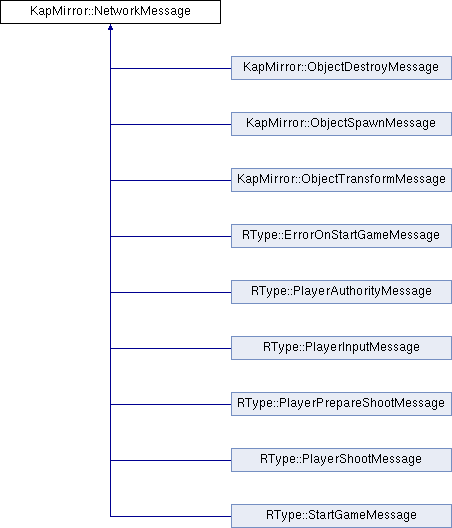 KapMirror::NetworkMessage
KapMirror::ObjectDestroyMessage
KapMirror::ObjectSpawnMessage
KapMirror::ObjectTransformMessage
RType::ErrorOnStartGameMessage
RType::PlayerAuthorityMessage
RType::PlayerInputMessage
RType::PlayerPrepareShootMessage
RType::PlayerShootMessage
RType::StartGameMessage